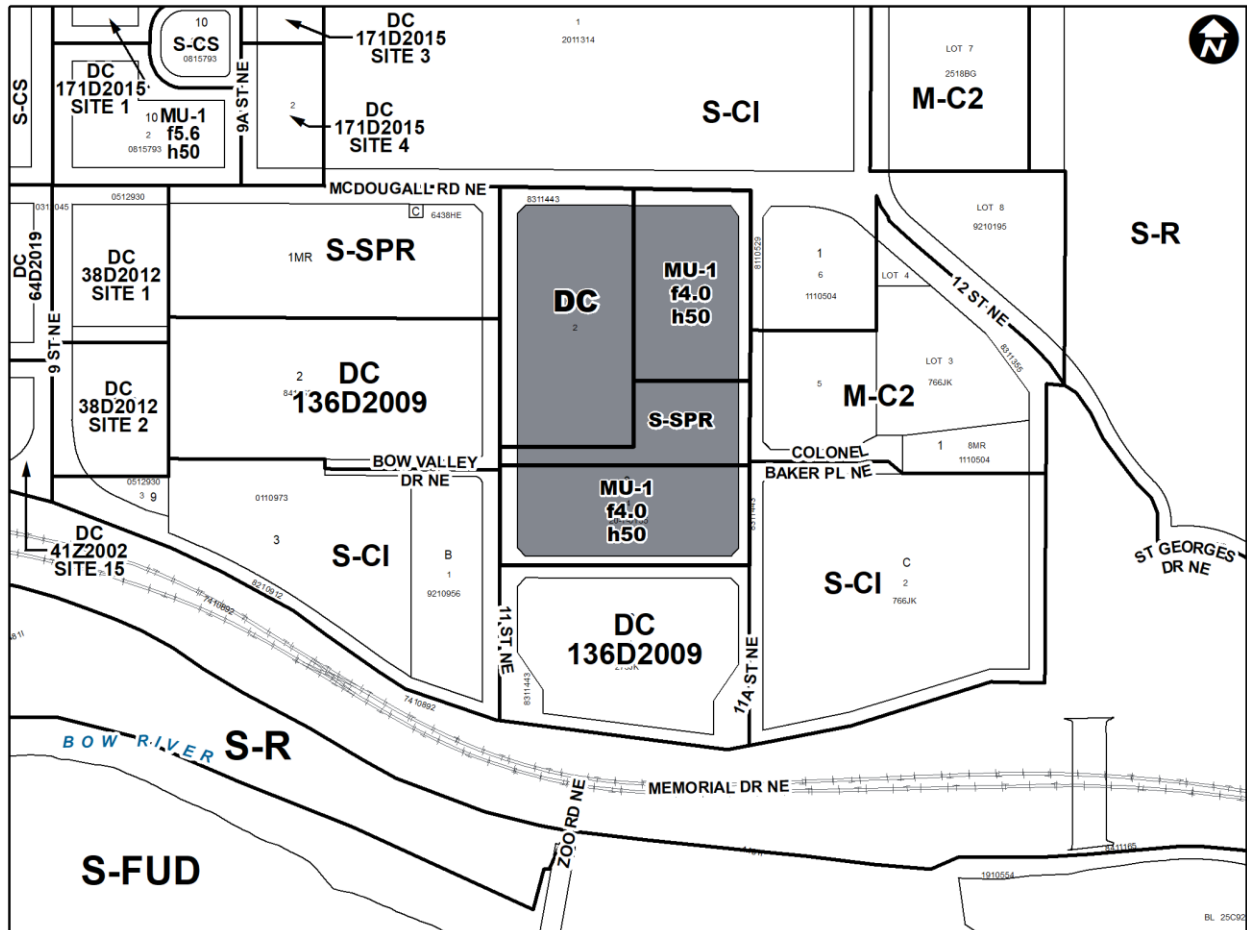 10
S-CS
0815793
DC
171D2015
SITE 3
1
2011314
LOT 7
2518BG
M-C2
N
S-CS
DC
171D2015
SITE 1
10
MU-1
2
f5.6
0815793
h50
9A ST NE
2
DC
171D2015
SITE 4
S-CI
MCDOUGALL RD NE
0512930
DC
64D2019
9 ST NE
DC
38D2012
SITE 1
C
6438HE
1MR
S-SPR
8311443
DC
2
MU-1
f4.0
h50
8110529
1
6
1110504
LOT 4
LOT 8
9210195
12 ST NE
S-R
DC
38D2012
SITE 2
2
DC
136D2009
S-SPR
5
LOT 3
766JK
8311355
M-C2
BOW VALLEY
DR NE
COLONEL
BAKER PL NE
1
8MR
1110504
0512930
3
9
0110973
3
S-CI
B
1
9210956
MU-1
f4.0
h50
8311443
DC
41Z2002
SITE 15
8210912
7410892
C
S-CI
2
766JK
ST GEORGES
DR NE
11 ST NE
8311443
DC
136D2009
11A ST NE
7410892
BOW RIVER
S-R
MEMORIAL DR NE
ZOO RD NE
8411165
S-FUD
1910554
BL 25C92